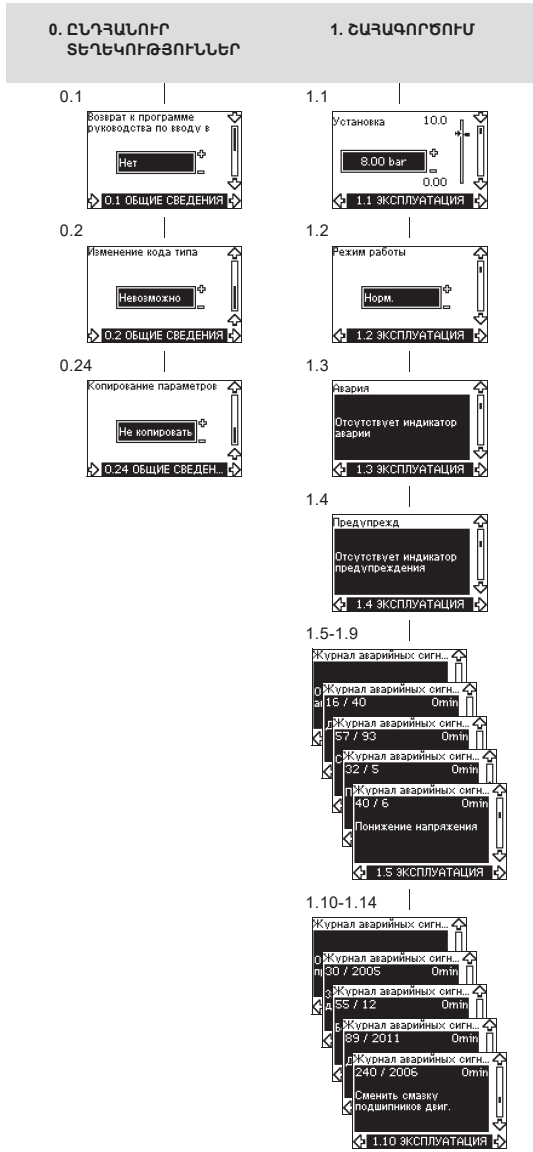 0. ԸՆԴՀԱՆՈՒՐ
ՏԵՂԵԿՈՒԹՅՈՒՆՆԵՐ
0.1
Возврат к программе
руководства по вводу в
Нет
0.1 ОБЩИЕ СВЕДЕНИЯ
0.2
Изменение кода типа
Невозможно
0.2 ОБЩИЕ СВЕДЕНИЯ
0.24
Копирование параметров
Не копировать
0.24 ОБЩИЕ СВЕДЕН...
1. ՇԱՀԱԳՈՐԾՈՒՄ
1.1
Установка 10.0
8.00 bar
0.00
1.1 ЭКСПЛУАТАЦИЯ
1.2
Режим работы
Норм.
1.2 ЭКСПЛУАТАЦИЯ
1.3
Авария
Отсутствует индикатор
аварии
1.3 ЭКСПЛУАТАЦИЯ
1.4
Предупрежд
Отсутствует индикатор
предупреждения
1.4 ЭКСПЛУАТАЦИЯ
1.5-1.9
Журнал аварийных сигн...
Журнал аварийных сигн...
16 / 40 0min
Журнал аварийных сигн...
57 / 93 0min
Журнал аварийных сигн...
32 / 5 0min
Журнал аварийных сигн...
40 / 6 0min
Понижение напряжения
1.5 ЭКСПЛУАТАЦИЯ
1.10-1.14
Журнал аварийных сигн...
Журнал аварийных сигн...
30 / 2005 0min
Журнал аварийных сигн...
55 / 12 0min
Журнал аварийных сигн...
89 / 2011 0min
Журнал аварийных сигн...
240 / 2006 0min
Сменить смазку
подшипников двиг.
1.10 ЭКСПЛУАТАЦИЯ